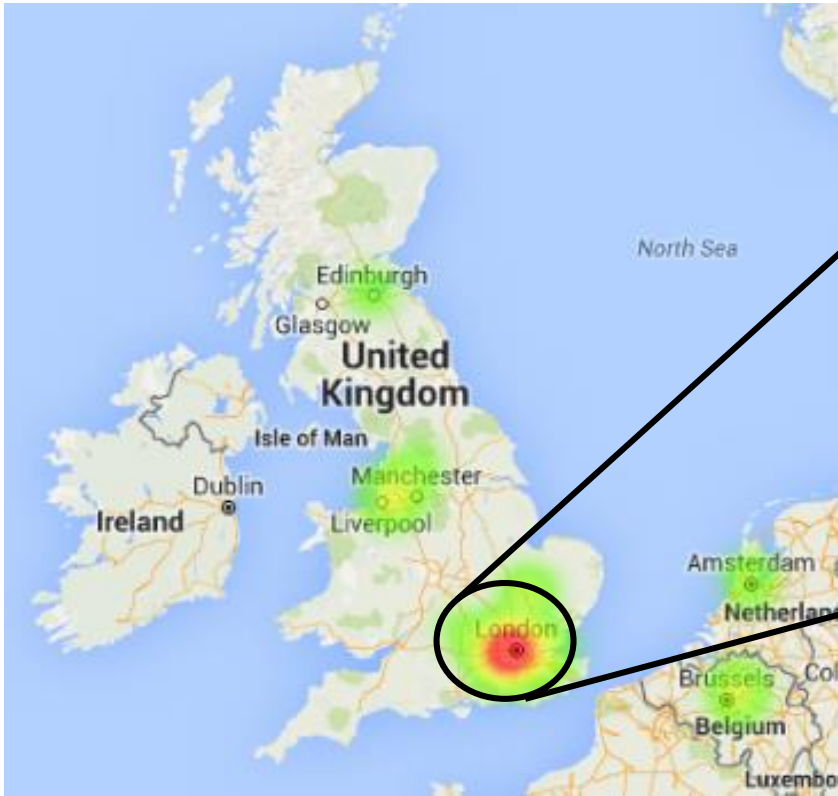 North Sea
Edinburgh
Glasgow
United
Kingdom
Isle of Man
Manchester
Dublin
Liverpool
Ireland
Amsterdam
Netherlan
London
Brussels
Col
Belgium
Luxembo